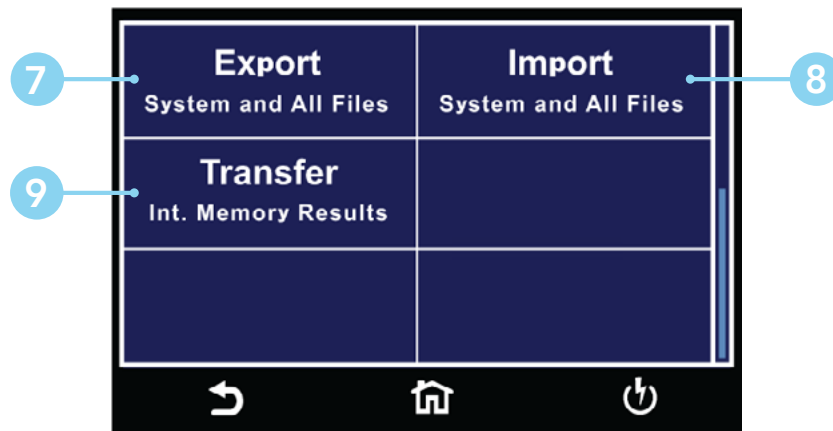 7
Export
System and All Files
Import
System and All Files
8
9
Transfer
Int. Memory Results